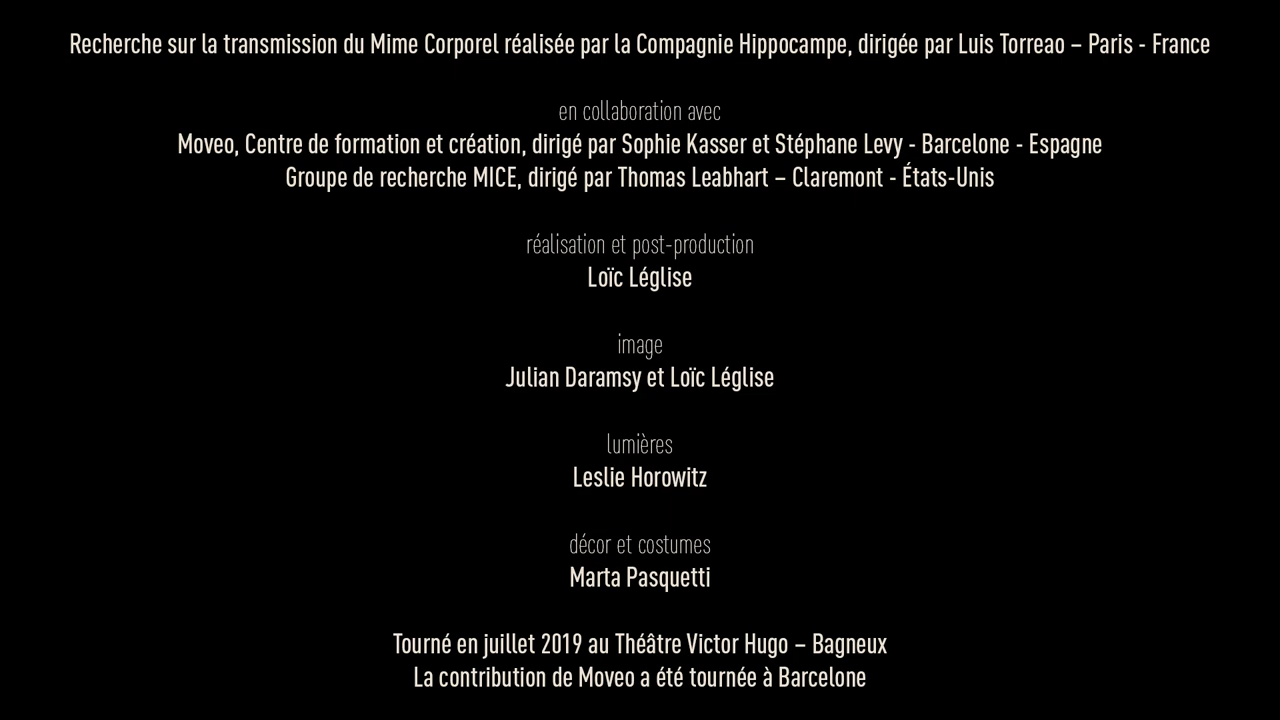 Recherche sur la transmission du Mime Corporel réalisée par la Compagnie Hippocampe, dirigée par Luis Torreao – Paris - France
en collaboration avec
Moveo, Centre de formation et création, dirigé par Sophie Kasser et Stéphane Levy - Barcelone - Espagne
Groupe de recherche MICE, dirigé par Thomas Leabhart – Claremont - États-Unis
réalisation et post-production
Loïc Léglise
image
Julian Daramsy et Loïc Léglise
lumières
Leslie Horowitz
décor et costumes
Marta Pasquetti
Tourné en juillet 2019 au Théâtre Victor Hugo – Bagneux
La contribution de Moveo a été tournée à Barcelone